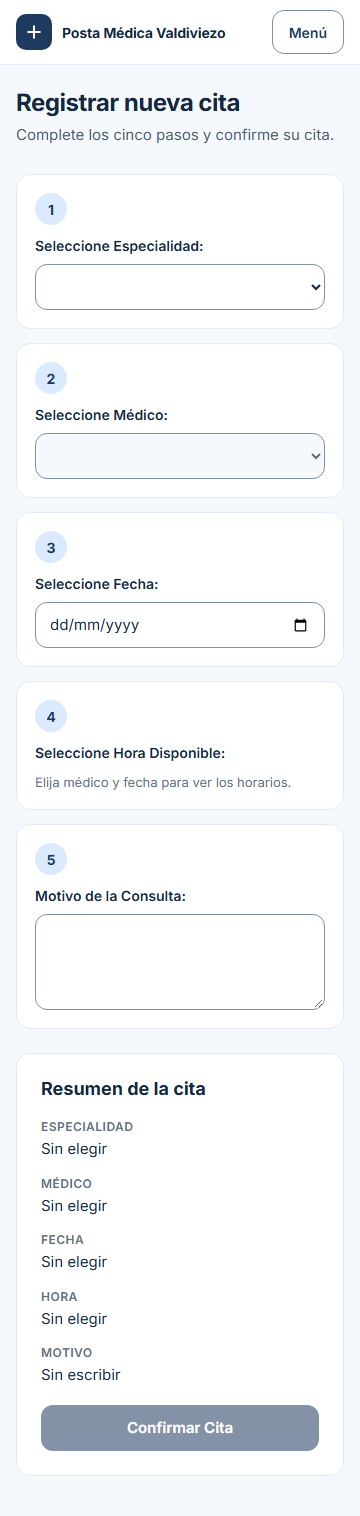 Posta Médica Valdiviezo
Menú
Registrar nueva cita
Complete los cinco pasos y confirme su cita.
1
Seleccione Especialidad:
2
Seleccione Médico:
3
Seleccione Fecha:
dd/mm/yyyy
4
Seleccione Hora Disponible:
Elija médico y fecha para ver los horarios.
5
Motivo de la Consulta:
Resumen de la cita
ESPECIALIDAD
Sin elegir
MÉDICO
Sin elegir
FECHA
Sin elegir
HORA
Sin elegir
MOTIVO
Sin escribir
Confirmar Cita